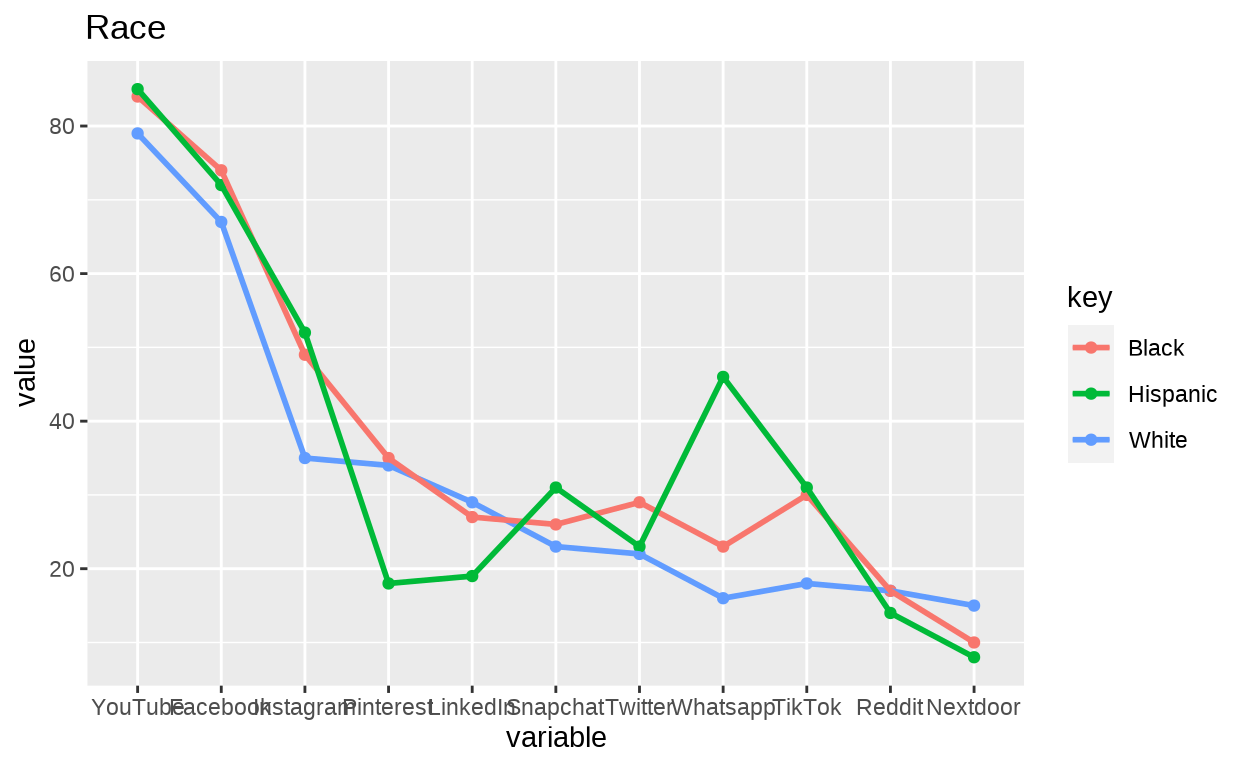 Race
value
80
60
40
20
YouTube Facebook Instagram Pinterest LinkedIn Snapchat Twitter Whatsapp TikTok Reddit Nextdoor
variable
key
Black
Hispanic
White